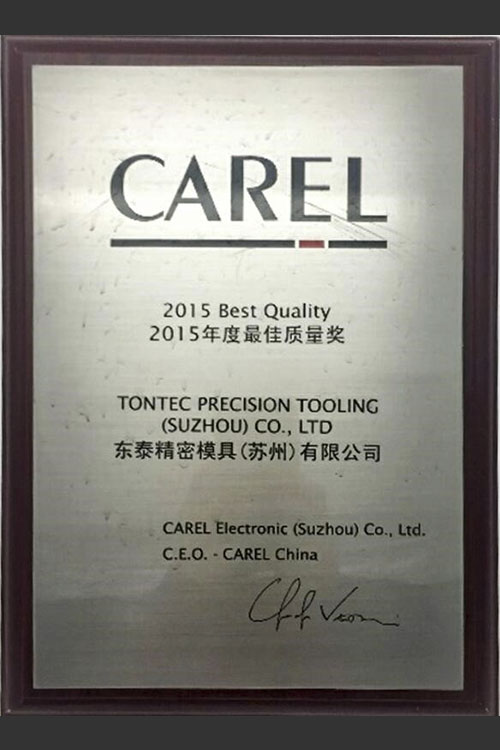 CAREL
2015 Best Quality
2015年度最佳质量奖
TONTEC PRECISION TOOLING
(SUZHOU) CO., LTD
东泰精密模具(苏州)有限公司
CAREL Electronic (Suzhou) Co., Ltd.
C.E.O. - CAREL China